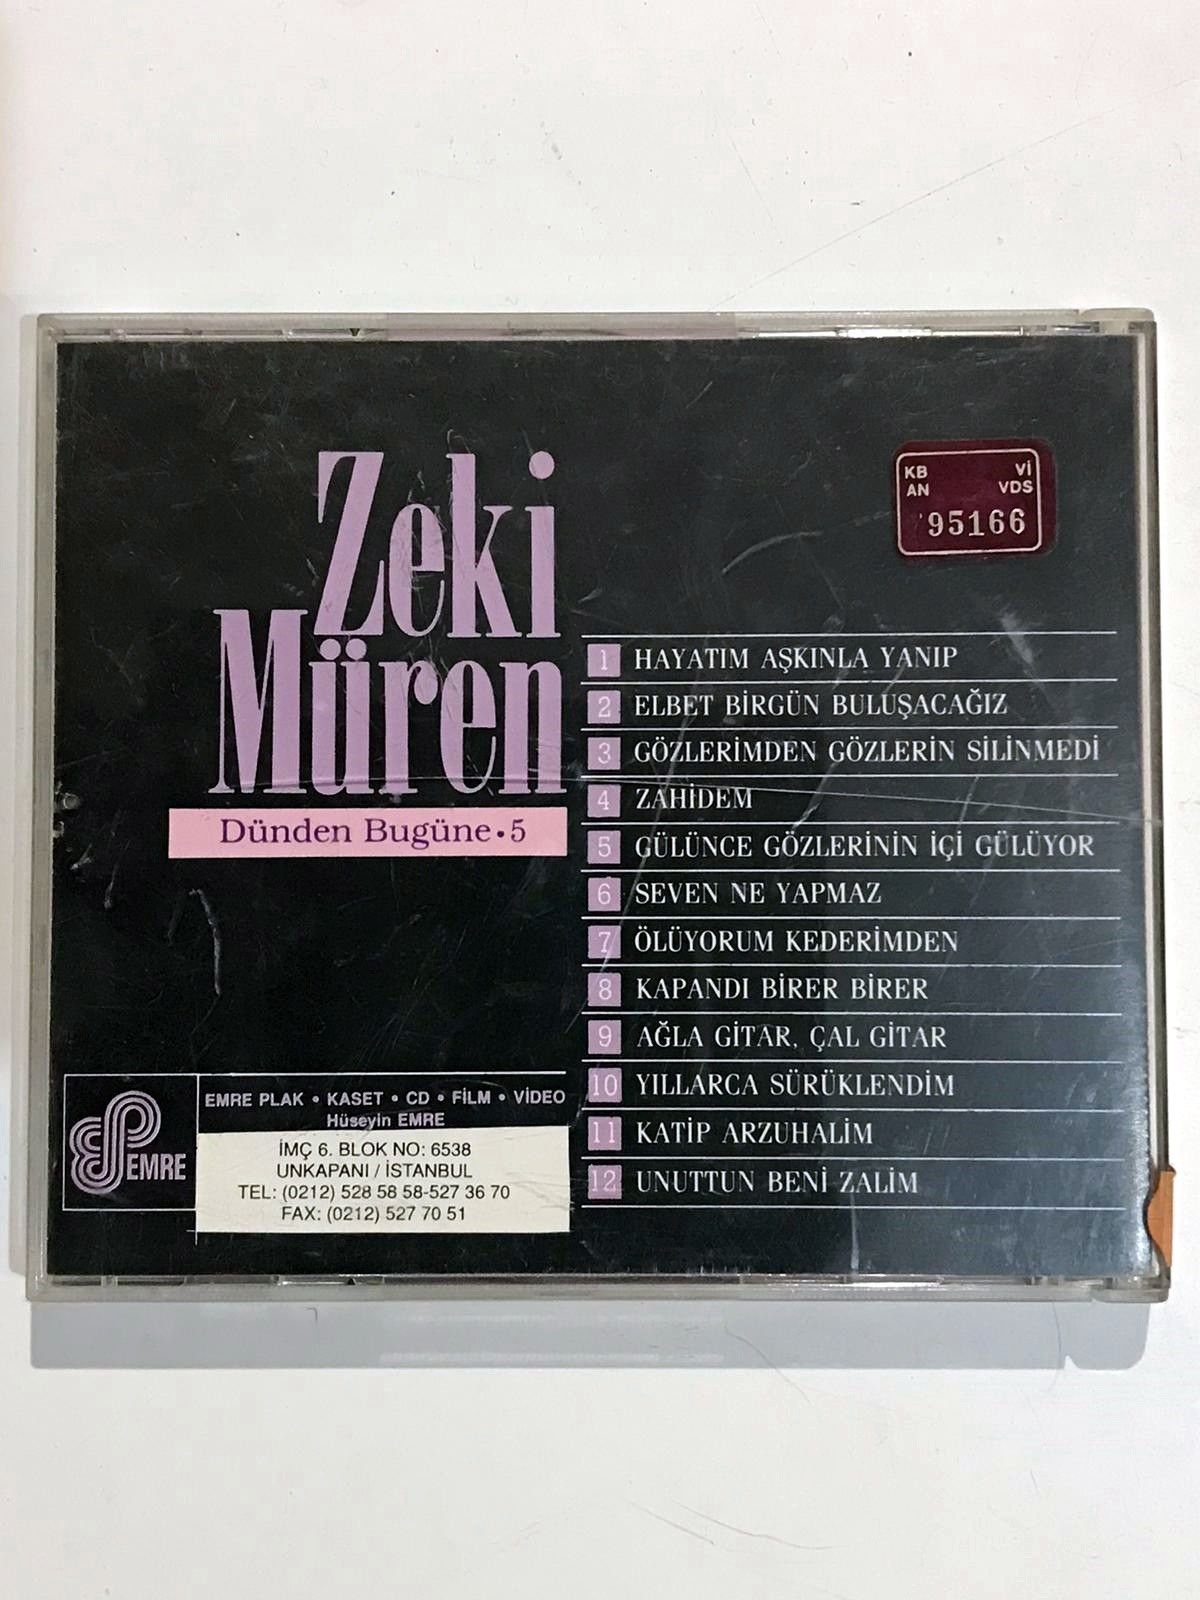 Zeki
Müren
Dünden Bugüne • 5
KB Vİ
AN VDS
95166
1 HAYATIM AŞKINLA YANIP
2 ELBET BİRGÜN BULUŞACAĞIZ
3 GÖZLERİMDEN GÖZLERİN SİLİNMEDİ
4 ZAHİDEM
5 GÜLÜNCE GÖZLERİNİN İÇİ GÜLÜYOR
6 SEVEN NE YAPMAZ
7 ÖLÜYORUM KEDERİMDEN
8 KAPANDI BİRER BİRER
9 AĞLA GİTAR, ÇAL GİTAR
10 YILLARCA SÜRÜKLENDİM
11 KATİP ARZUHALİM
12 UNUTTUN BENİ ZALİM
EMRE
EMRE PLAK • KASET • CD • FİLM • VİDEO
Hüseyin EMRE
İMÇ 6. BLOK NO: 6538
UNKAPANI / İSTANBUL
TEL: (0212) 528 58 58-527 36 70
FAX: (0212) 527 70 51